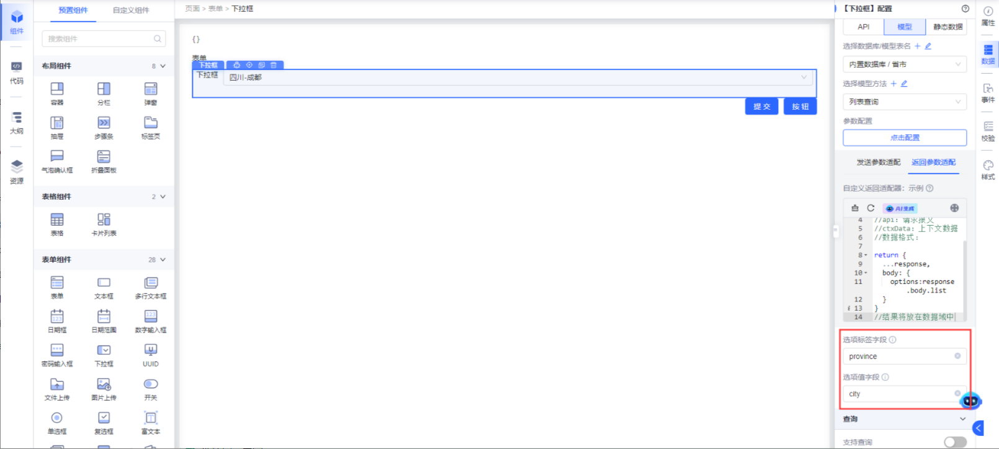 组件
代码
大纲
资源
预置组件 自定义组件
搜索组件
布局组件 8
容器 分栏 弹窗
抽屉 步骤条 标签页
气泡确认框 折叠面板
表格组件 2
表格 卡片列表
表单组件 28
表单 文本框 多行文本框
日期框 日期范围 数字输入框
密码输入框 下拉框 UUID
文件上传 图片上传 开关
单选框 复选框 富文本
页面 > 表单 > 下拉框
{}
表单
下拉框
下拉框 四川-成都
提 交 按 钮
【下拉框】配置
API 模型 静态数据
选择数据库/模型表名
内置数据库 / 省市
选择模型方法
列表查询
参数配置
点击配置
发送参数适配 返回参数适配
自定义返回适配器: 示例
AI生成
4 //api: 请求报文
5 //ctxData: 上下文数据
6 //数据格式:
7
8 return {
9 ...response,
10 body: {
11 options:response
.body.list
12 }
13 }
14 //结果将放在数据域中
选项标签字段
province
选项值字段
city
查询
支持查询
属性
数据
事件
校验
样式